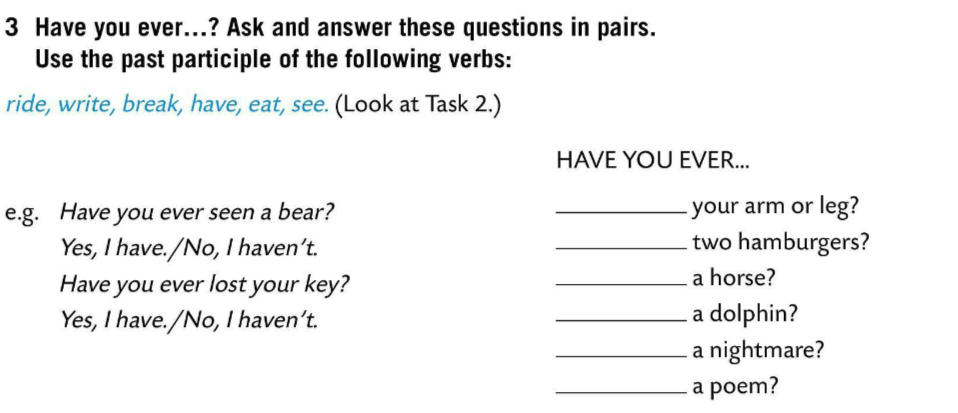 3 Have you ever...? Ask and answer these questions in pairs.
Use the past participle of the following verbs:
ride, write, break, have, eat, see. (Look at Task 2.)
HAVE YOU EVER...
e.g. Have you ever seen a bear?
Yes, I have./No, I haven't.
Have you ever lost your key?
Yes, I have./No, I haven't.
__________ your arm or leg?
__________ two hamburgers?
__________ a horse?
__________ a dolphin?
__________ a nightmare?
__________ a poem?